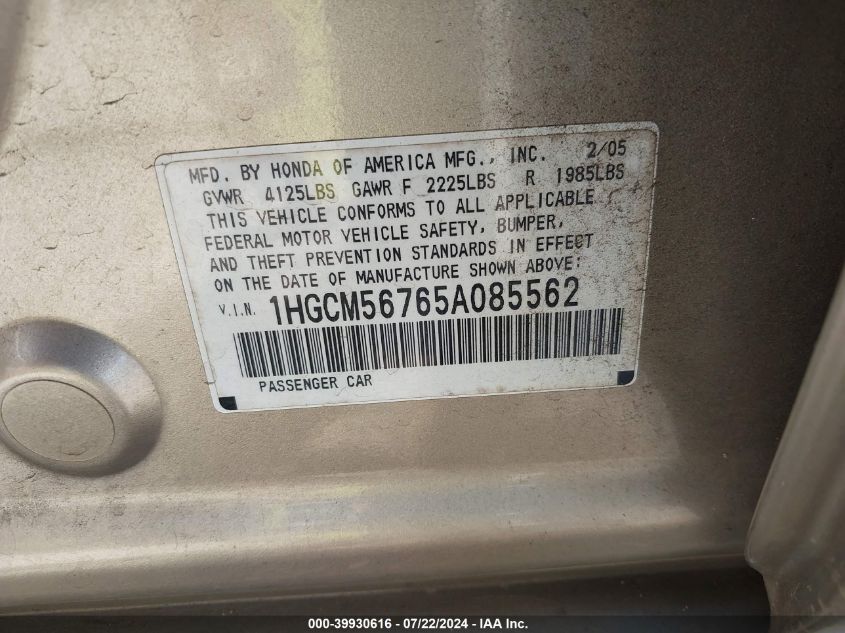 MFD. BY HONDA OF AMERICA MFG., INC. 2/05
GVWR 4125LBS GAWR F 2225LBS R 1985LBS
THIS VEHICLE CONFORMS TO ALL APPLICABLE
FEDERAL MOTOR VEHICLE SAFETY, BUMPER,
AND THEFT PREVENTION STANDARDS IN EFFECT
ON THE DATE OF MANUFACTURE SHOWN ABOVE:
V.I.N. 1HGCM56765A085562
PASSENGER CAR
000-39930616 - 07/22/2024 - IAA Inc.